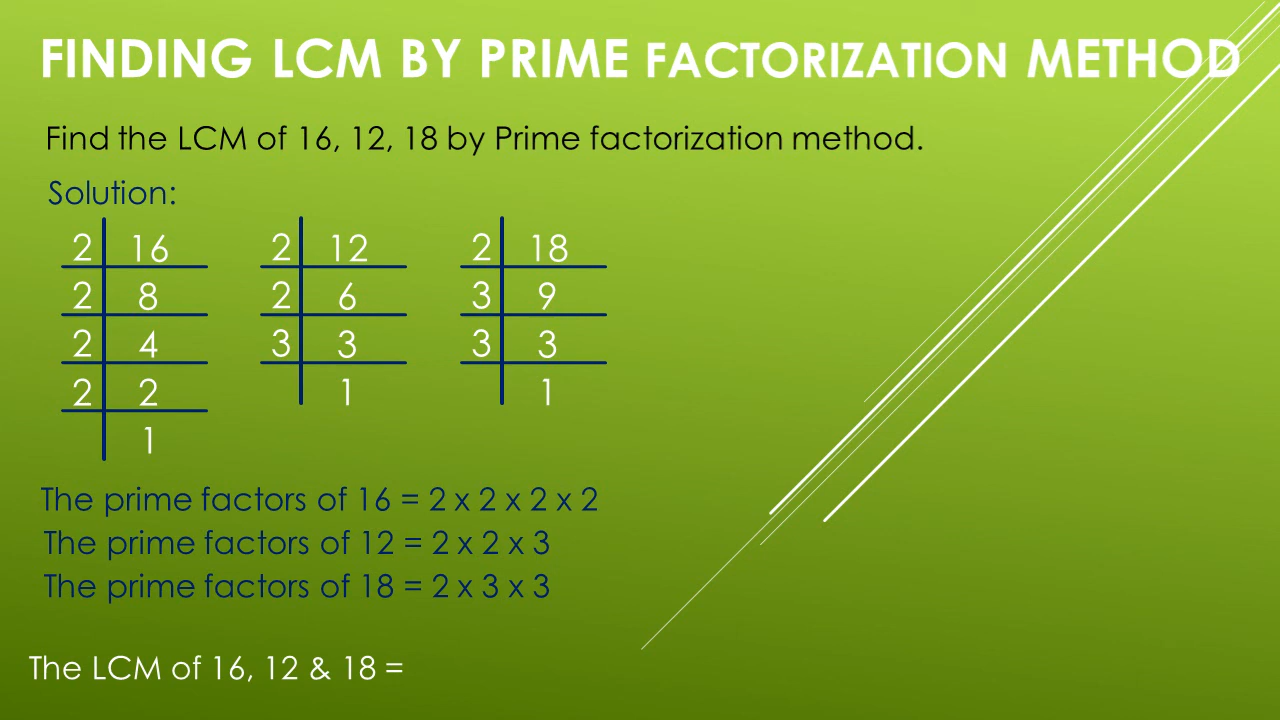 FINDING LCM BY PRIME FACTORIZATION METHOD
Find the LCM of 16, 12, 18 by Prime factorization method.
Solution:
2 16 2 12 2 18
2 8 2 6 3 9
2 4 3 3 3 3
2 2 1 1
1
The prime factors of 16 = 2 x 2 x 2 x 2
The prime factors of 12 = 2 x 2 x 3
The prime factors of 18 = 2 x 3 x 3
The LCM of 16, 12 & 18 =